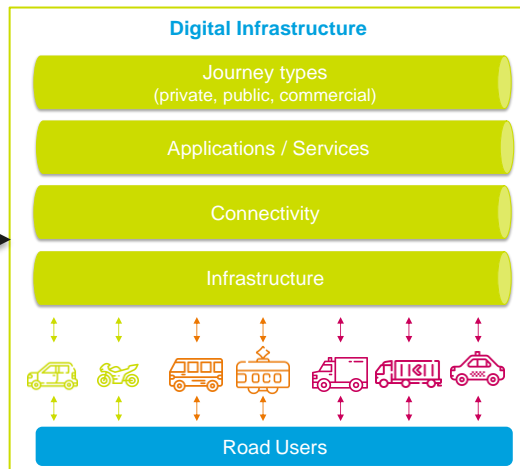 Digital Infrastructure
Journey types
(private, public, commercial)
Applications / Services
Connectivity
Infrastructure
Road Users